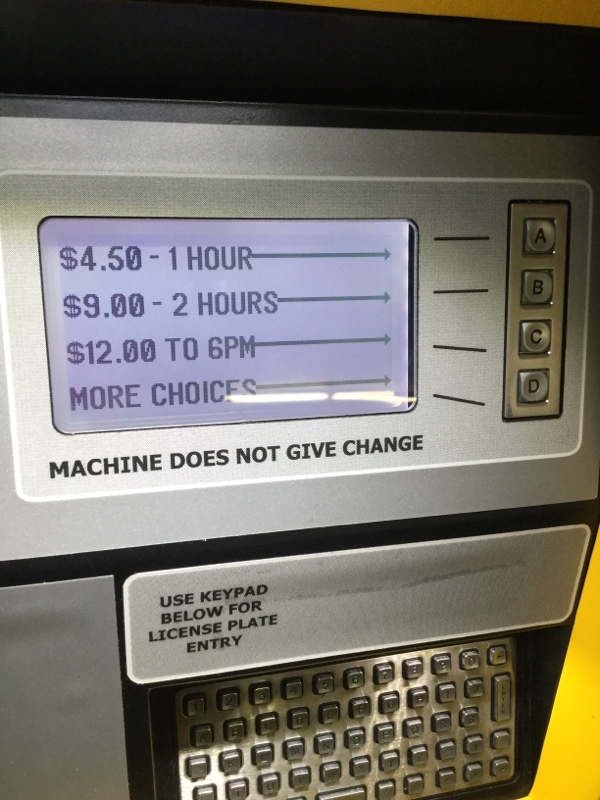 $4.50 - 1 HOUR
A
$9.00 - 2 HOURS
B
$12.00 TO 6PM
C
MORE CHOICES
D
MACHINE DOES NOT GIVE CHANGE
USE KEYPAD
BELOW FOR
LICENSE PLATE
ENTRY